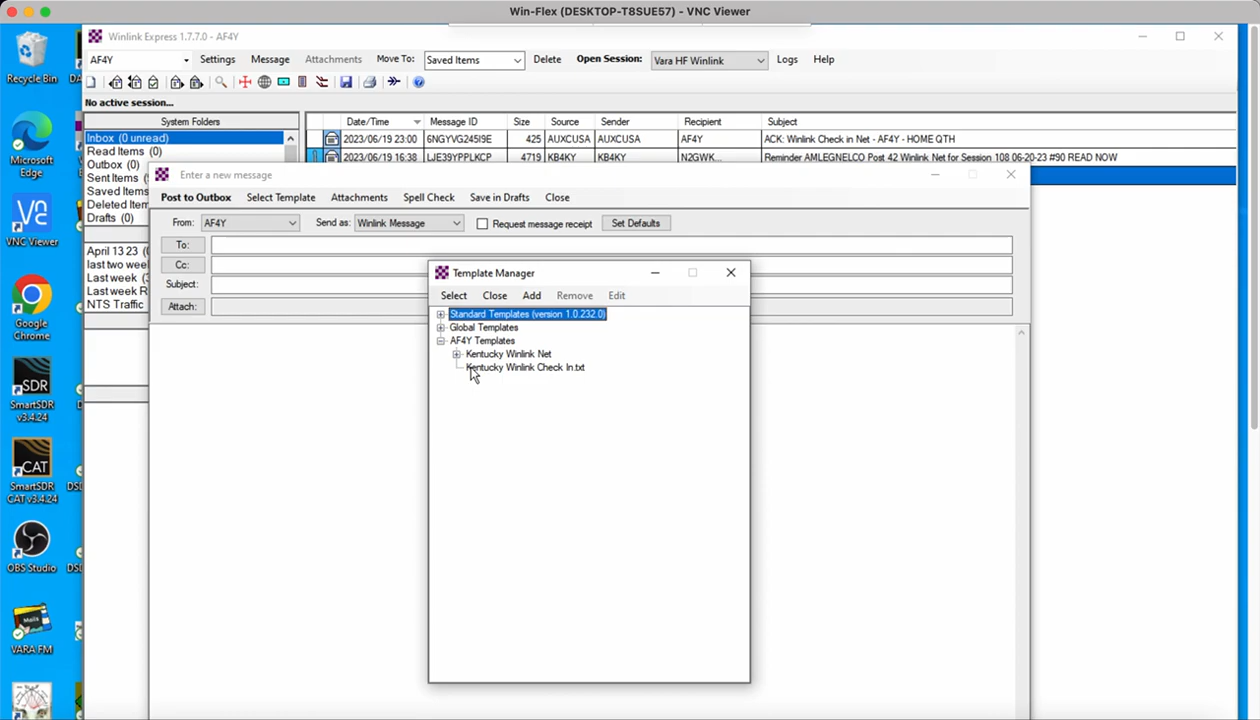 Win-Flex (DESKTOP-T8SUE57) - VNC Viewer
Winlink Express 1.7.7.0 - AF4Y
AF4Y Settings Message Attachments Move To: Saved Items Delete Open Session: Vara HF Winlink Logs Help
No active session...
System Folders
Inbox (0 unread)
Read Items (0)
Outbox (0)
Sent Items
Saved Items
Deleted Item
Drafts (0)
April 13 23
last two wee
Last week
Last week R
NTS Traffic
Date/Time Message ID Size Source Sender Recipient Subject
2023/06/19 23:00 6NGYVG245I9E 425 AUXCUSA AUXCUSA AF4Y ACK: Winlink Check in Net - AF4Y - HOME QTH
2023/06/19 16:38 LJE39YPPLKCP 4719 KB4KY KB4KY N2GWK... Reminder AMLEGNELCO Post 42 Winlink Net for Session 108 06-20-23 #90 READ NOW
Enter a new message
Post to Outbox Select Template Attachments Spell Check Save in Drafts Close
From: AF4Y Send as: Winlink Message Request message receipt Set Defaults
To:
Cc:
Subject:
Attach:
Template Manager
Select Close Add Remove Edit
Standard Templates (version 1.0.232.0)
Global Templates
AF4Y Templates
Kentucky Winlink Net
Kentucky Winlink Check In.txt
Recycle Bin
Microsoft
Edge
VNC Viewer
Google
Chrome
SDR
SmartSDR
v3.4.24
CAT
SmartSDR
CAT v3.4.24
OBS Studio
VARA FM
DA
DSD
DSD